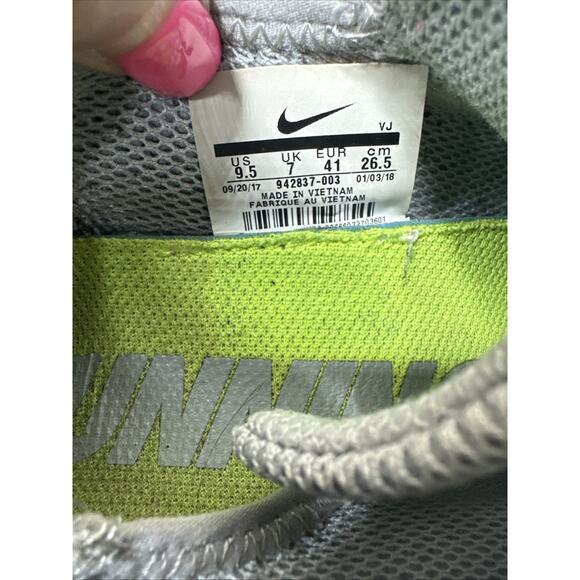 VJ
US UK EUR cm
9.5 7 41 26.5
09/20/17 942837-003 01/03/18
MADE IN VIETNAM
FABRIQUE AU VIETNAM
UNNING